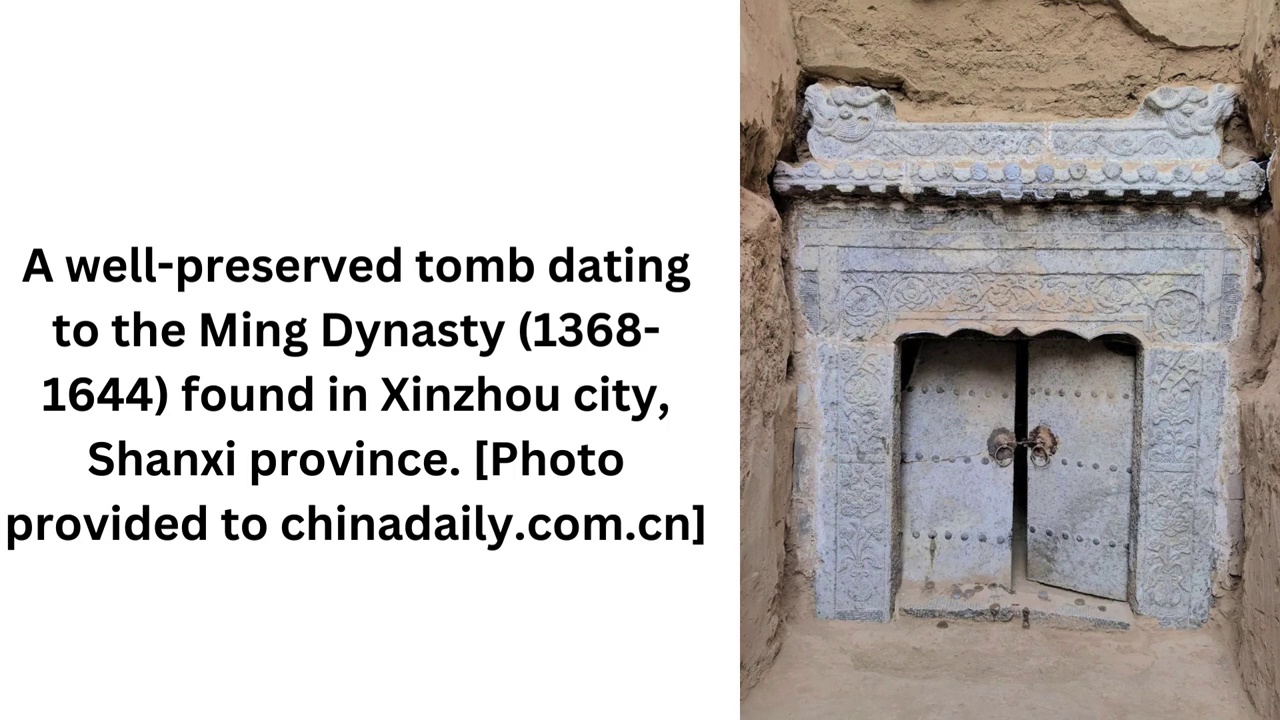 A well-preserved tomb dating
to the Ming Dynasty (1368-
1644) found in Xinzhou city,
Shanxi province. [Photo
provided to chinadaily.com.cn]